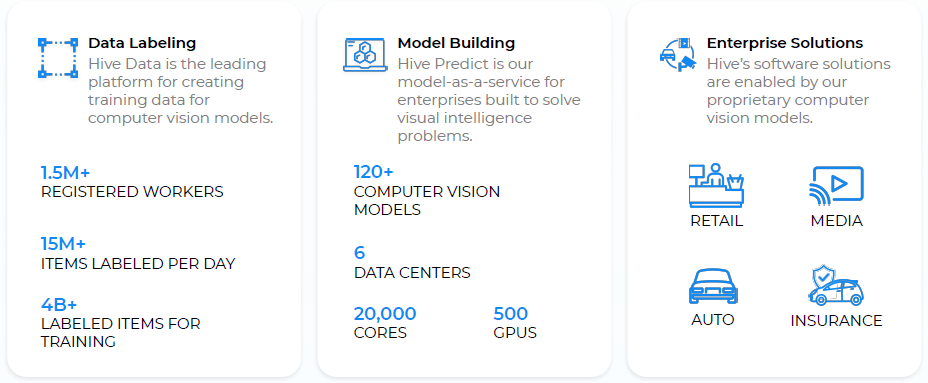 Data Labeling
Hive Data is the leading
platform for creating
training data for
computer vision models.
1.5M+
REGISTERED WORKERS
15M+
ITEMS LABELED PER DAY
4B+
LABELED ITEMS FOR
TRAINING
Model Building
Hive Predict is our
model-as-a-service for
enterprises built to solve
visual intelligence
problems.
120+
COMPUTER VISION
MODELS
6
DATA CENTERS
20,000
CORES
500
GPUS
Enterprise Solutions
Hive’s software solutions
are enabled by our
proprietary computer
vision models.
RETAIL
MEDIA
AUTO
INSURANCE